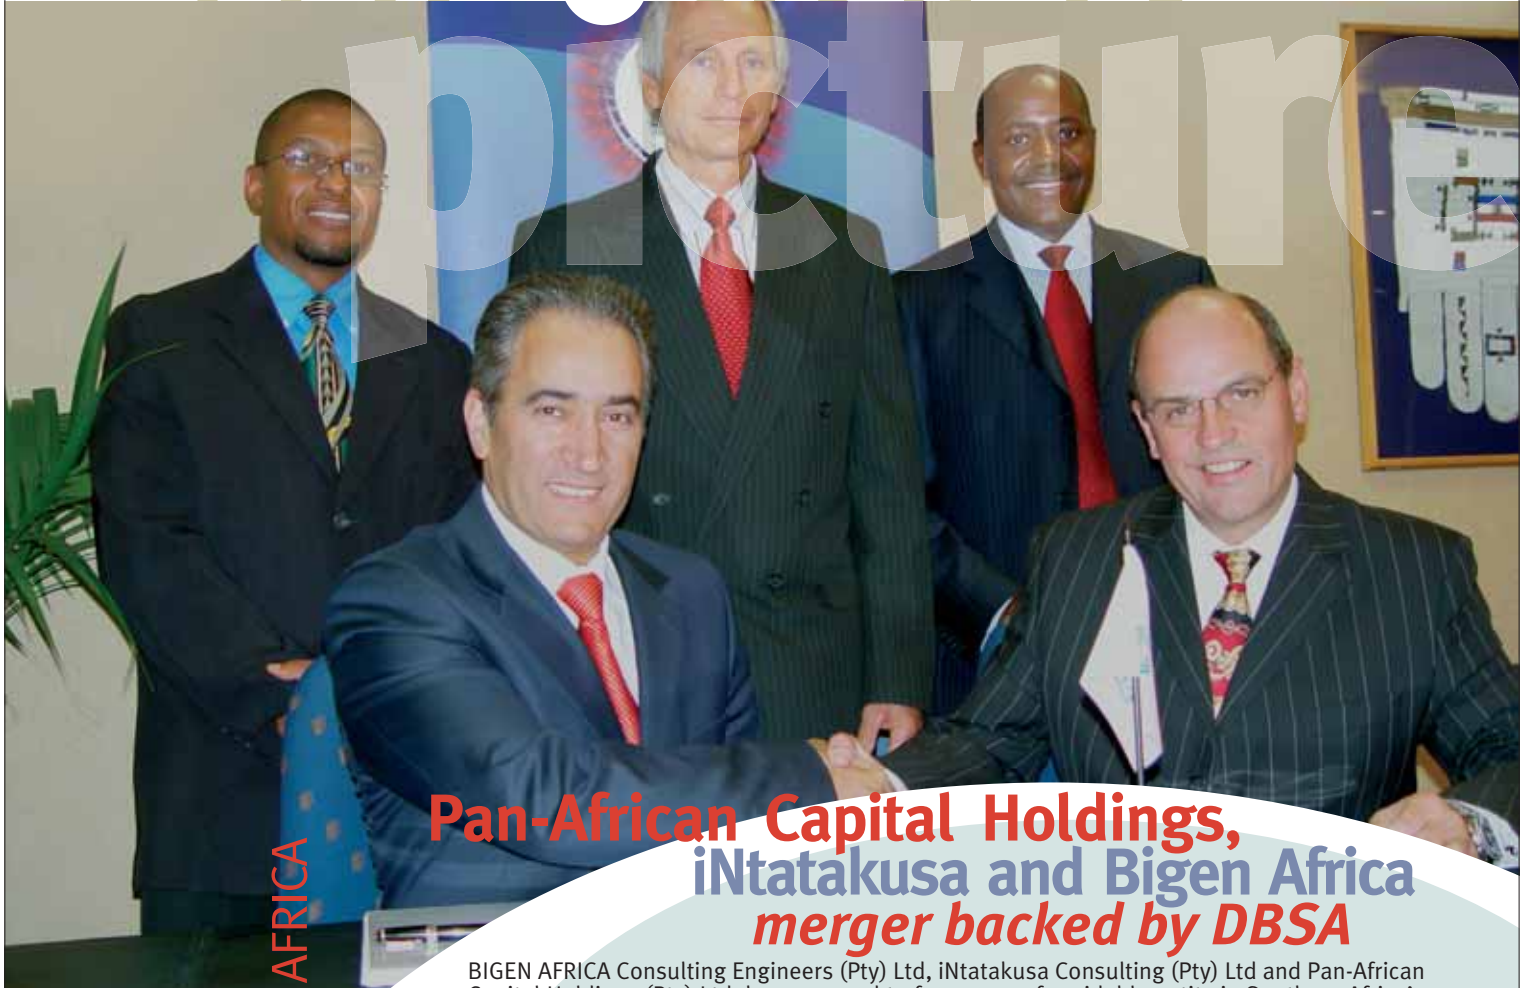 picture
AFRICA
Pan-African Capital Holdings,
iNtatakusa and Bigen Africa
merger backed by DBSA
BIGEN AFRICA Consulting Engineers (Pty) Ltd, iNtatakusa Consulting (Pty) Ltd and Pan-African